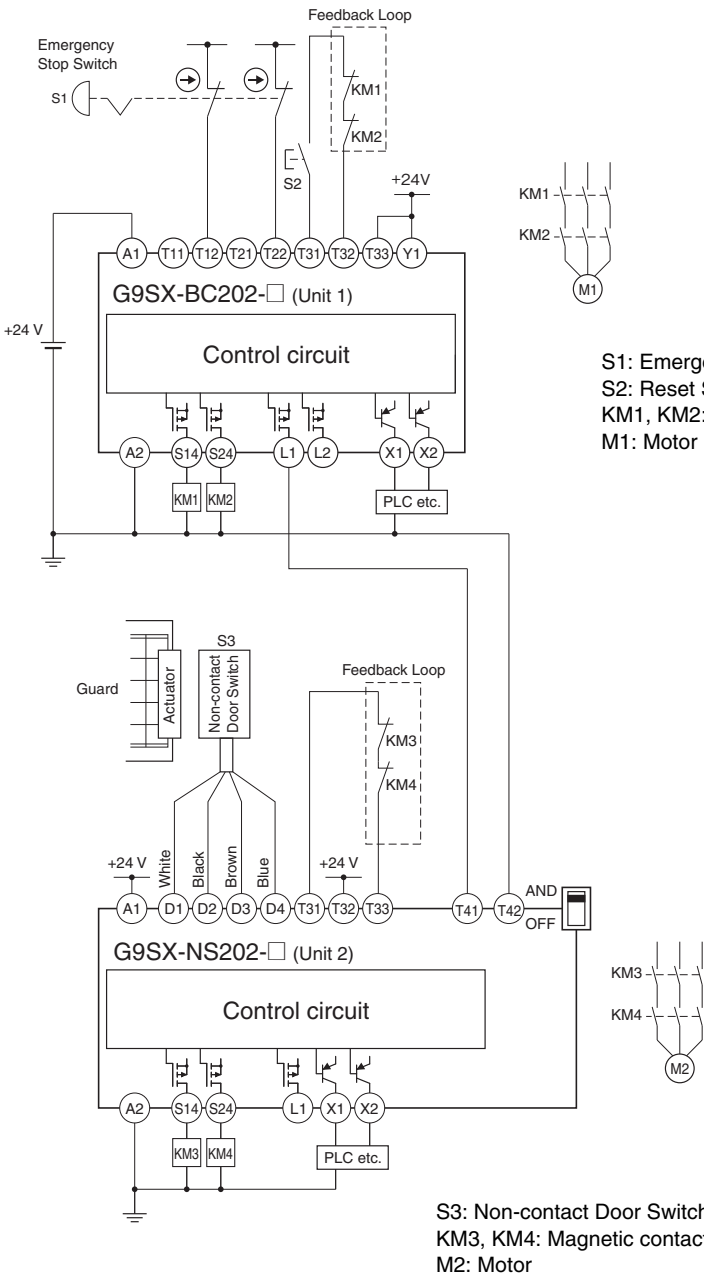 Feedback Loop
Emergency
Stop Switch
S1
KM1
KM2
S2
+24V
KM1
KM2
M1
A1 T11 T12 T21 T22 T31 T32 T33 Y1
G9SX-BC202-□ (Unit 1)
+24 V
Control circuit
S1:
S2: Reset
KM1, KM2:
M1: Motor
A2 S14 S24 L1 L2 X1 X2
KM1 KM2
PLC etc.
S3
Non-contact
Door Switch
Guard
Actuator
Feedback Loop
KM3
KM4
+24 V
White
Black
Brown
Blue
+24 V
A1 D1 D2 D3 D4 T31 T32 T33 T41 T42
AND
OFF
G9SX-NS202-□ (Unit 2)
Control circuit
KM3
KM4
M2
A2 S14 S24 L1 X1 X2
KM3 KM4
PLC etc.
S3: Non-contact Door Switch
KM3, KM4: Magnetic
M2: Motor